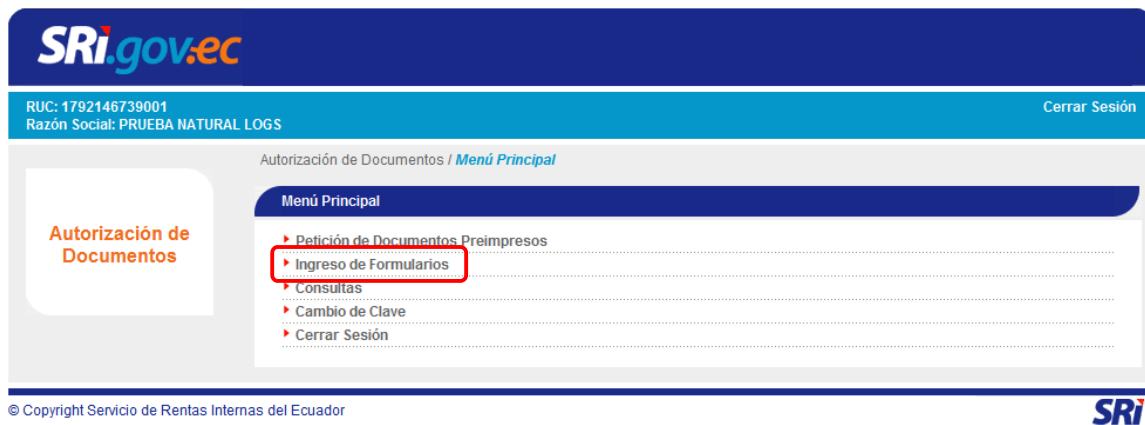 SRi.gov.ec
RUC: 1792146739001
Cerrar Sesión
Razón Social: PRUEBA NATURAL LOGS
Autorización de Documentos / Menú Principal
Autorización de
Documentos
Menú Principal
Petición de Documentos Preimpresos
Ingreso de Formularios
Consultas
Cambio de Clave
Cerrar Sesión
© Copyright Servicio de Rentas Internas del Ecuador
SRi